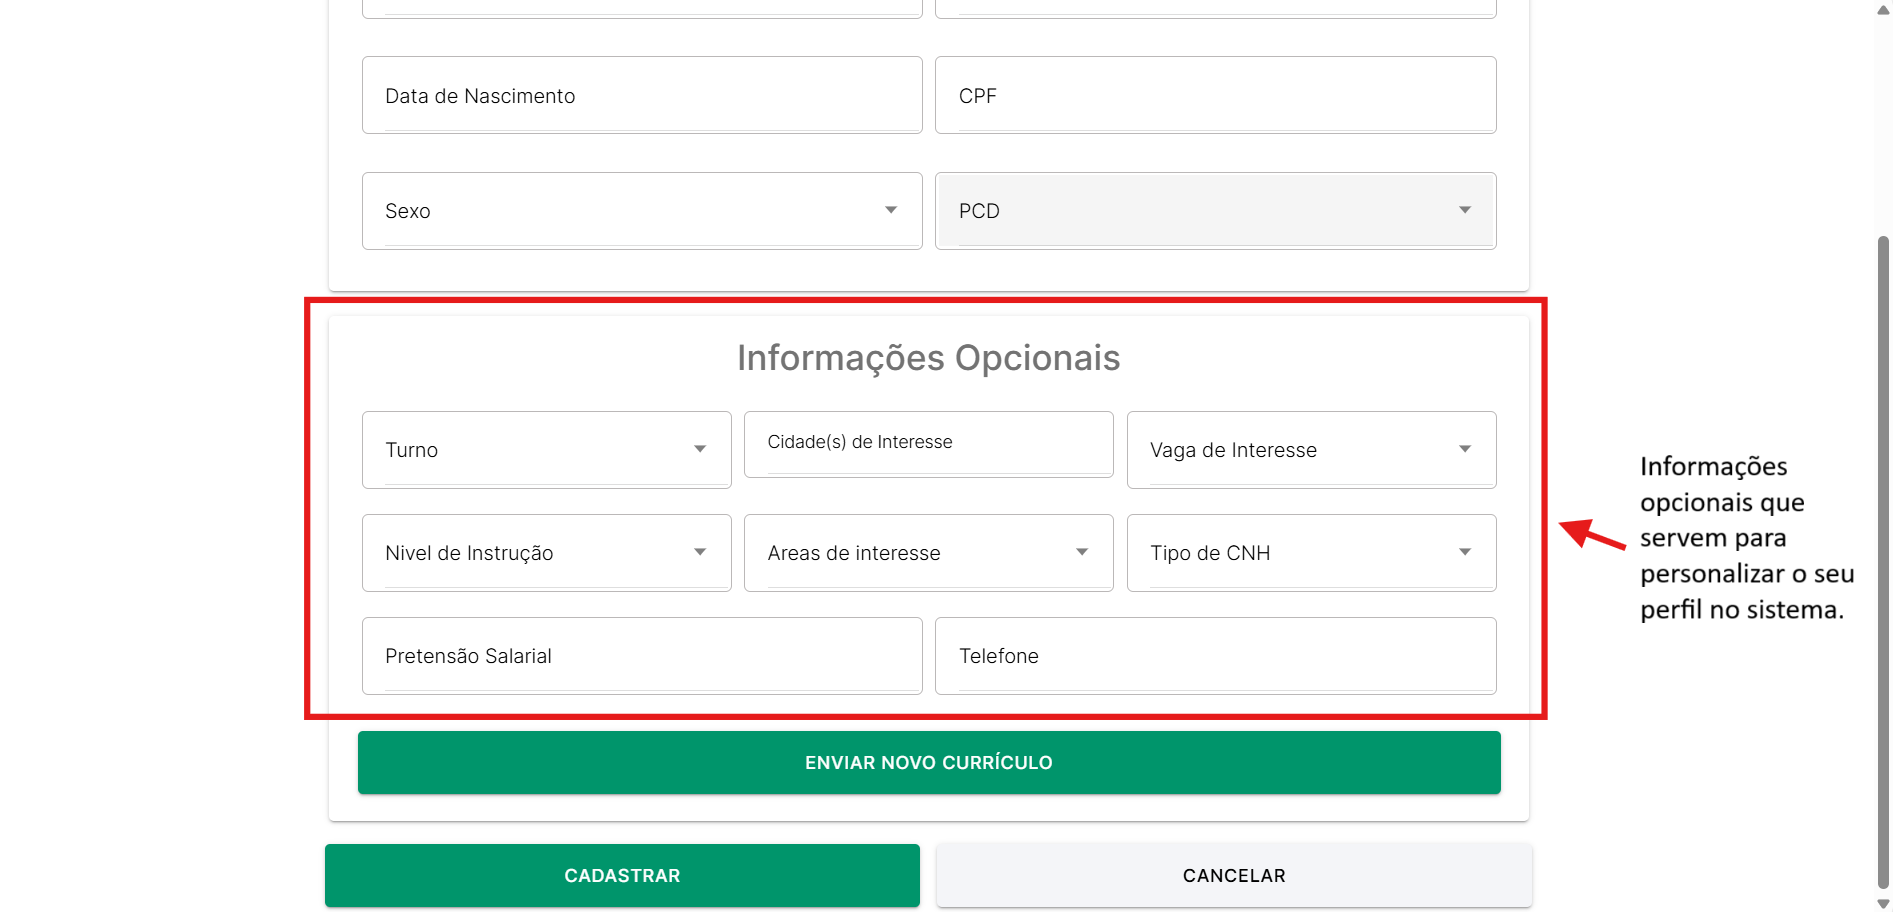 Data de Nascimento
CPF
Sexo
PCD
Informações Opcionais
Turno
Cidade(s) de Interesse
Vaga de Interesse
Nivel de Instrução
Areas de interesse
Tipo de CNH
Pretensão Salarial
Telefone
Informações
opcionais que
servem para
personalizar o seu
perfil no sistema.
ENVIAR NOVO CURRÍCULO
CADASTRAR
CANCELAR